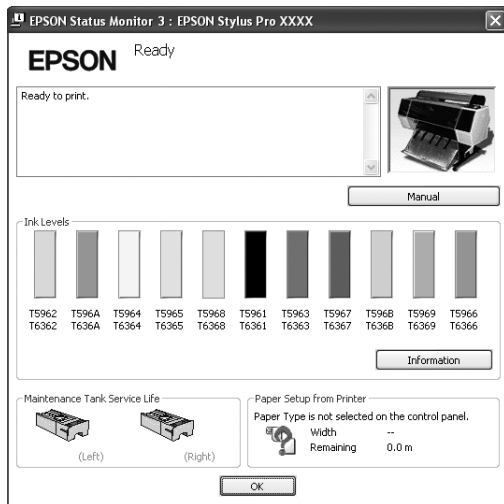 EPSON Status Monitor 3 : EPSON Stylus Pro XXXX
EPSON
Ready
Ready to print.
Manual
Ink Levels
T5962 T596A T5964 T5965 T5968 T5961 T5963 T5967 T596B T5969 T5966
T6362 T636A T6364 T6365 T6368 T6361 T6363 T6367 T636B T6369 T6366
Information
Maintenance Tank Service Life
(Left) (Right)
Paper Setup from Printer
Paper Type is not selected on the control panel.
Width --
Remaining 0.0 m
OK